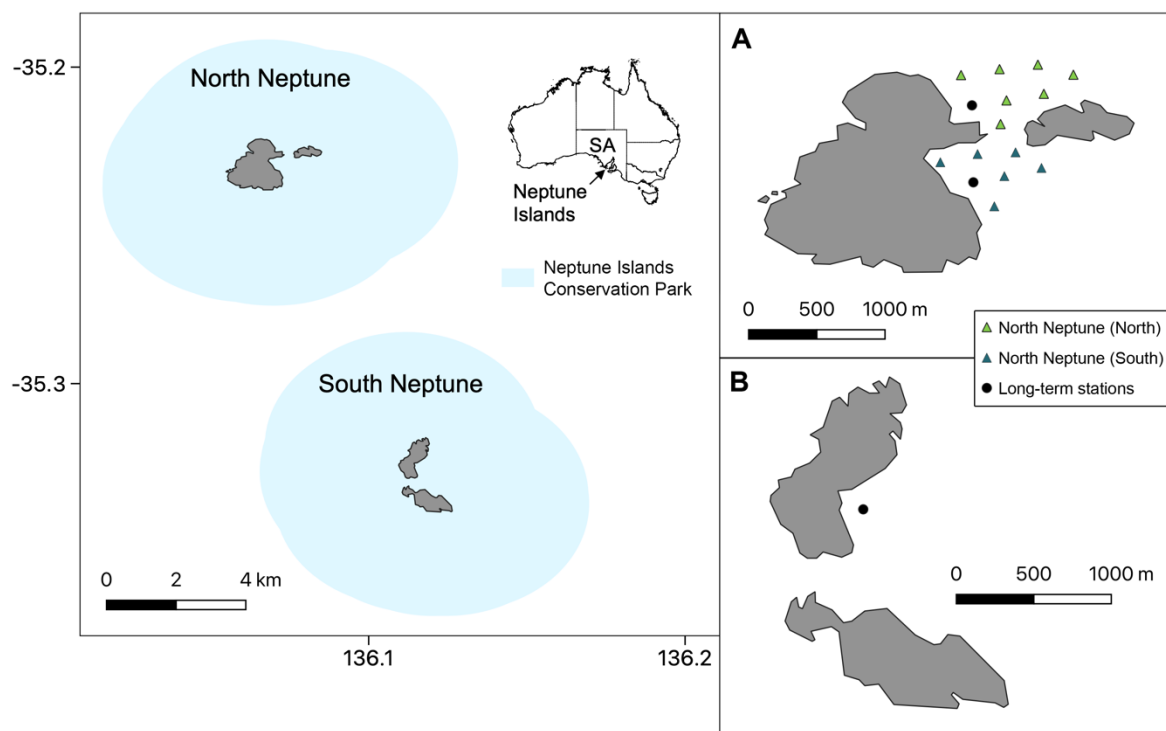 -35.2
-35.3
136.1
136.2
North Neptune
South Neptune
SA
Neptune
Islands
Neptune Islands
Conservation Park
0 2 4 km
A
0 500 1000 m
North Neptune (North)
North Neptune (South)
Long-term stations
B
0 500 1000 m